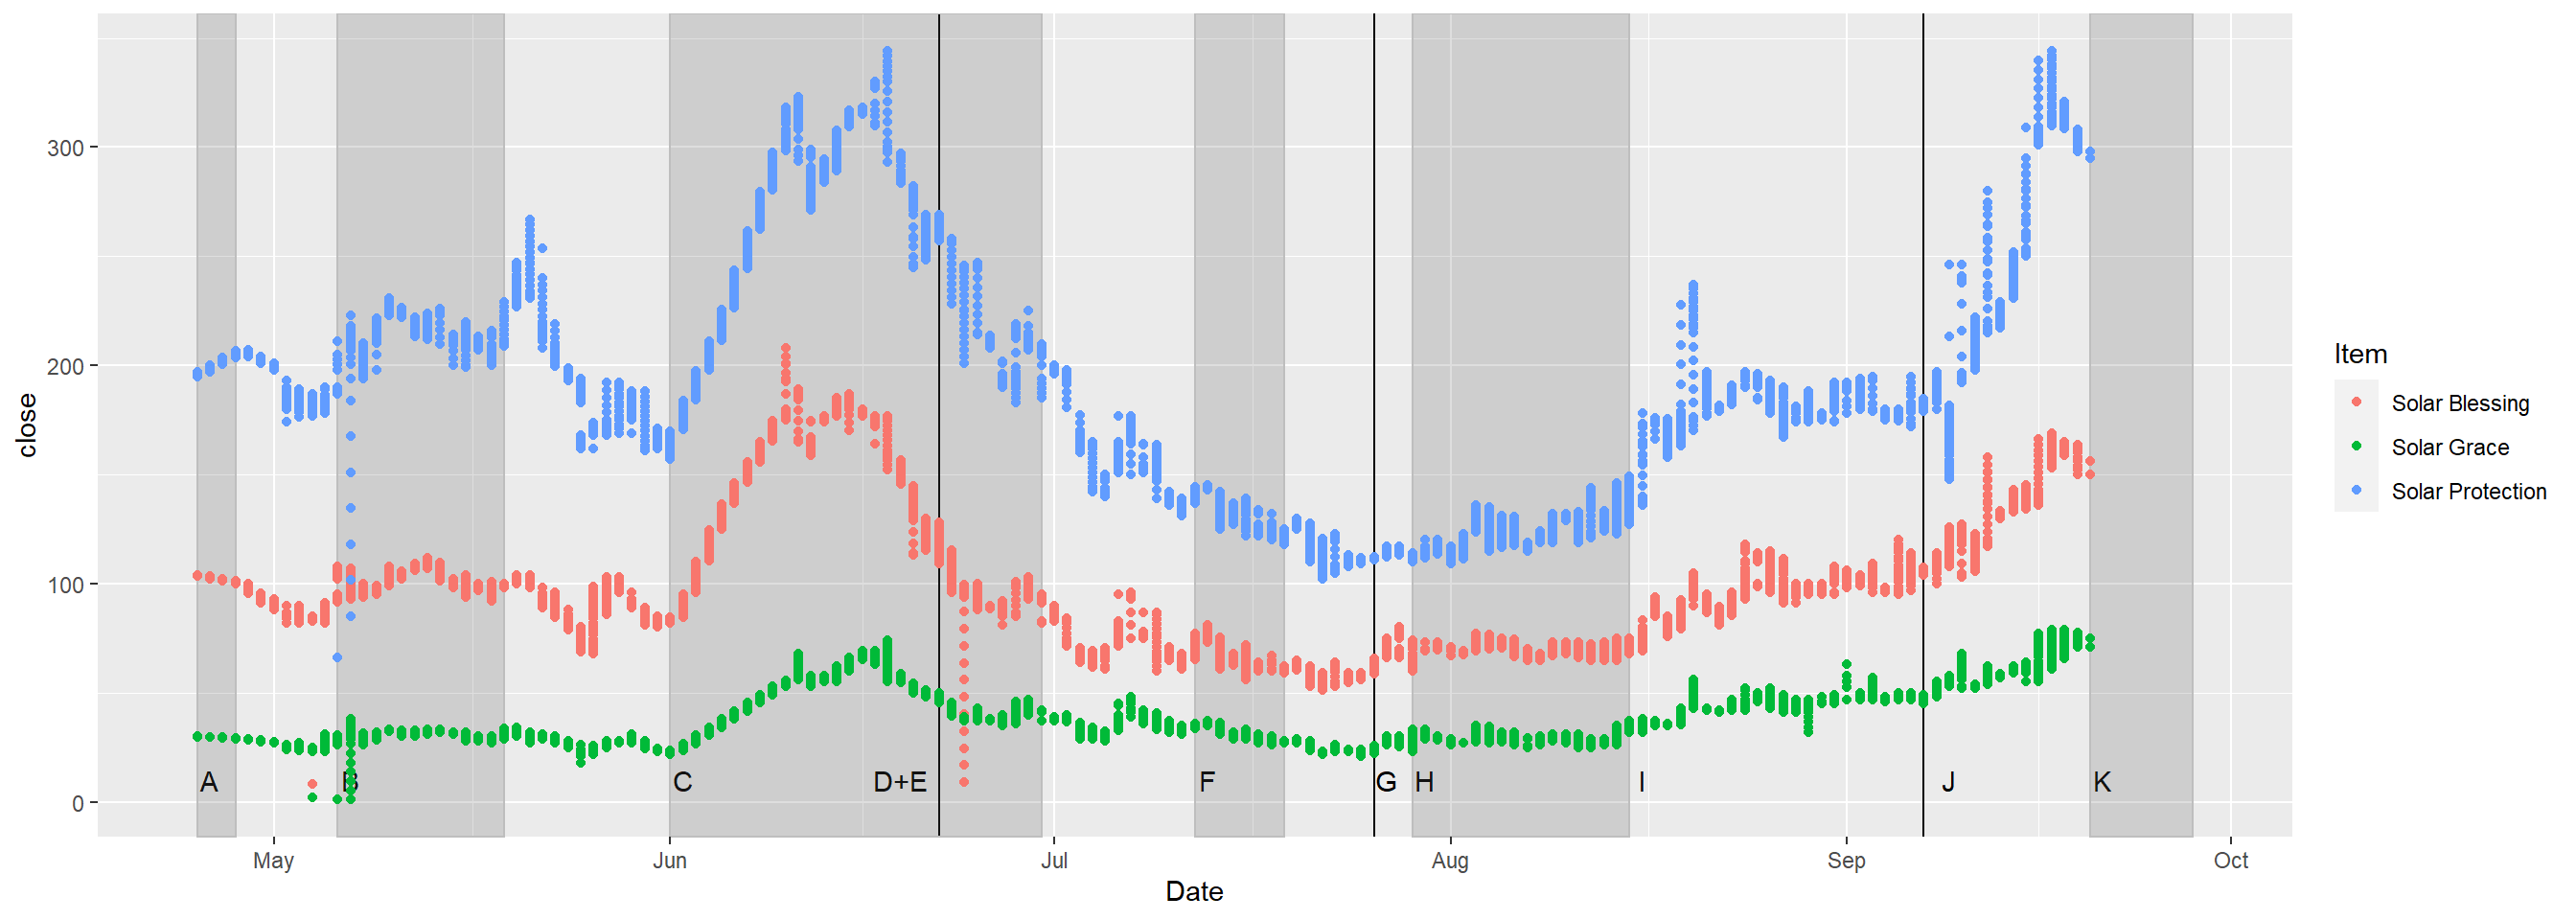 close
300
200
100
0
A
B
C
D+E
F
G
H
I
J
K
May
Jun
Jul
Aug
Sep
Oct
Date
Item
Solar Blessing
Solar Grace
Solar Protection